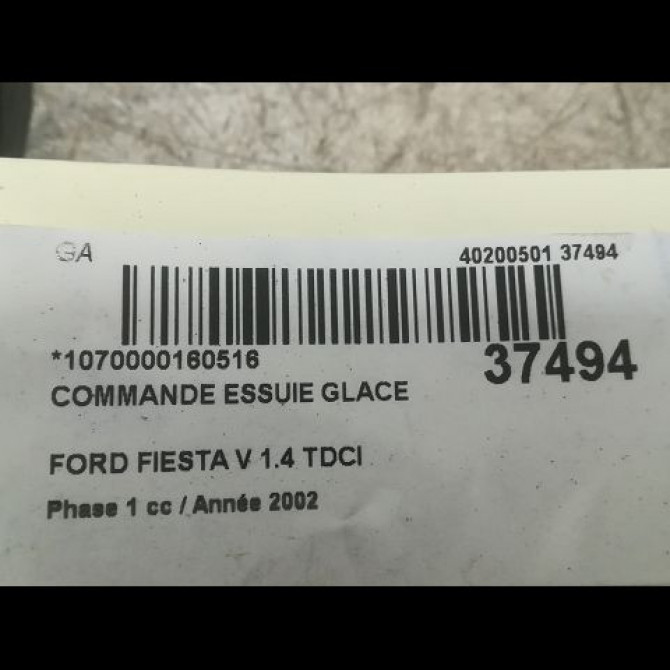 GA
40200501 37494
*1070000160516
37494
COMMANDE ESSUIE GLACE
FORD FIESTA V 1.4 TDCI
Phase 1 cc / Année 2002